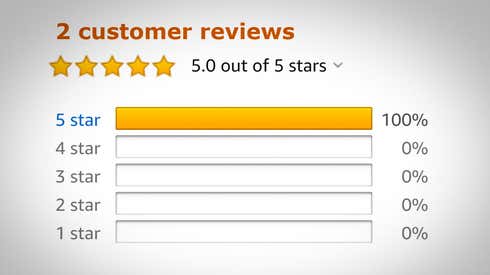 2 customer reviews
5.0 out of 5 stars
5 star 100%
4 star 0%
3 star 0%
2 star 0%
1 star 0%